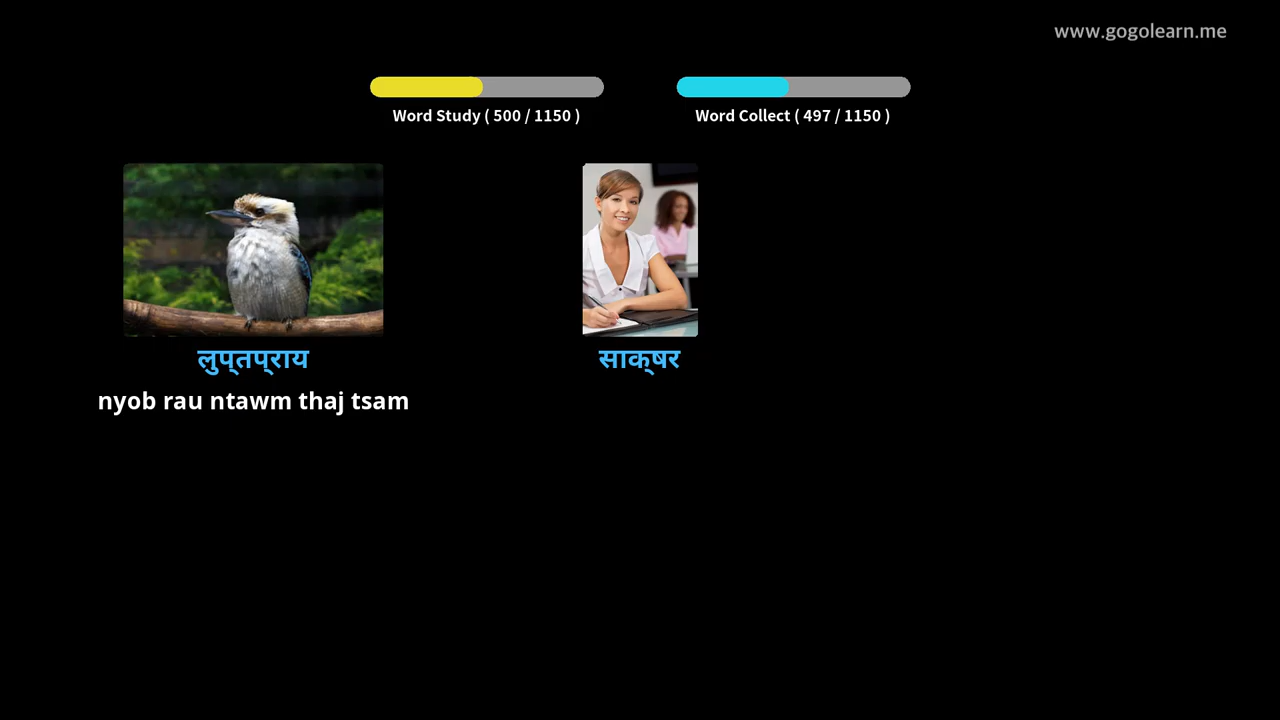 www.gogolearn.me
Word Study ( 500 / 1150 )
Word Collect ( 497 / 1150 )
लुप्तप्राय
साक्षर
nyob rau ntawm thaj tsam